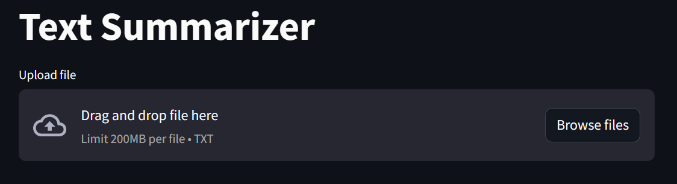 Text Summarizer
Upload file
Drag and drop file here
Limit 200MB per file • TXT
Browse files